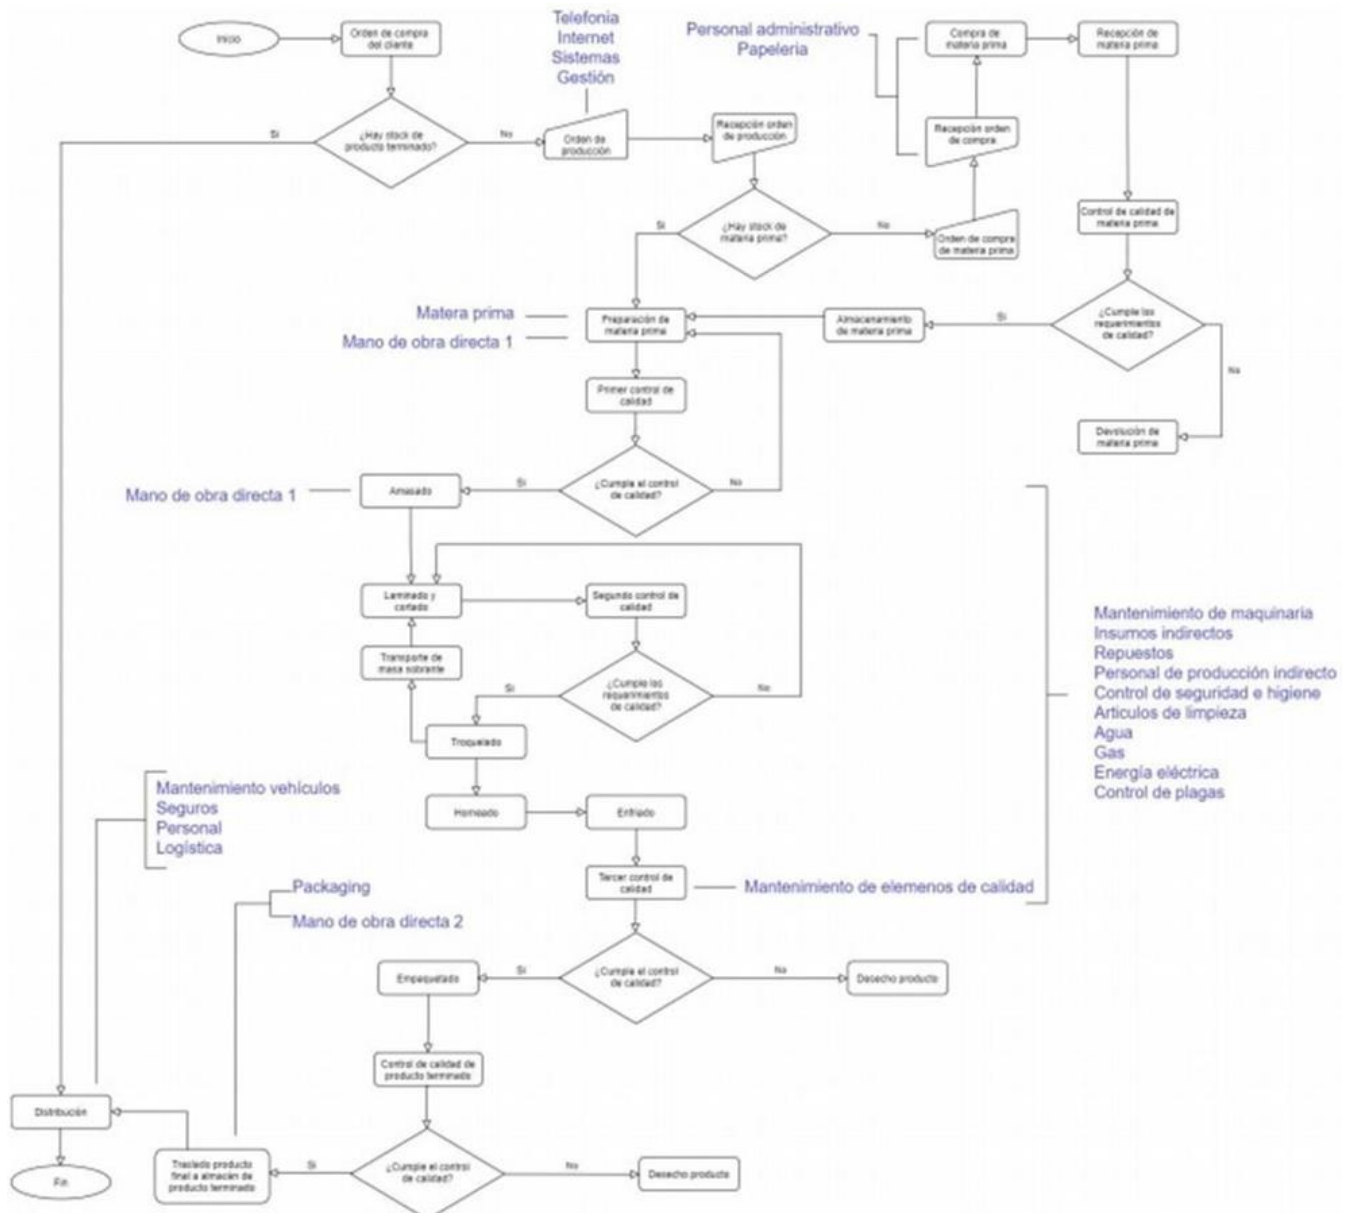 Inicio
Orden de compra
del cliente
Telefonía
Internet
Sistemas
Gestión
Personal administrativo
Papeleria
Compra de
materia prima
Recepción de
materia prima
¿Hay stock de
producto terminado?
Si
No
Orden de
producción
Recepción orden
de producción
Recepción orden
de compra
¿Hay stock de
materia prima?
Si
No
Orden de compra
de materia prima
Control de calidad de
materia prima
¿Cumple los
requerimientos
de calidad?
Si
No
Devolución de
materia prima
Almacenamiento
de materia prima
Matera prima
Mano de obra directa 1
Preparación de
materia prima
Primer control de
calidad
¿Cumple el control
de calidad?
Si
No
Mano de obra directa 1
Amasado
Laminado y
cortado
Segundo control de
calidad
Transporte de
masa sobrante
¿Cumple los
requerimientos
de calidad?
Si
No
Troquelado
Horneado
Enfriado
Mantenimiento de maquinaria
Insumos indirectos
Repuestos
Personal de producción indirecto
Control de seguridad e higiene
Articulos de limpieza
Agua
Gas
Energía eléctrica
Control de plagas
Mantenimiento vehículos
Seguros
Personal
Logística
Tercer control de
calidad
Mantenimiento de elemenos de calidad
Packaging
Mano de obra directa 2
¿Cumple el control
de calidad?
Si
No
Empaquetado
Desecho producto
Control de calidad de
producto terminado
¿Cumple el control
de calidad?
Si
No
Desecho producto
Traslado producto
final a almacén de
producto terminado
Distribución
Fin